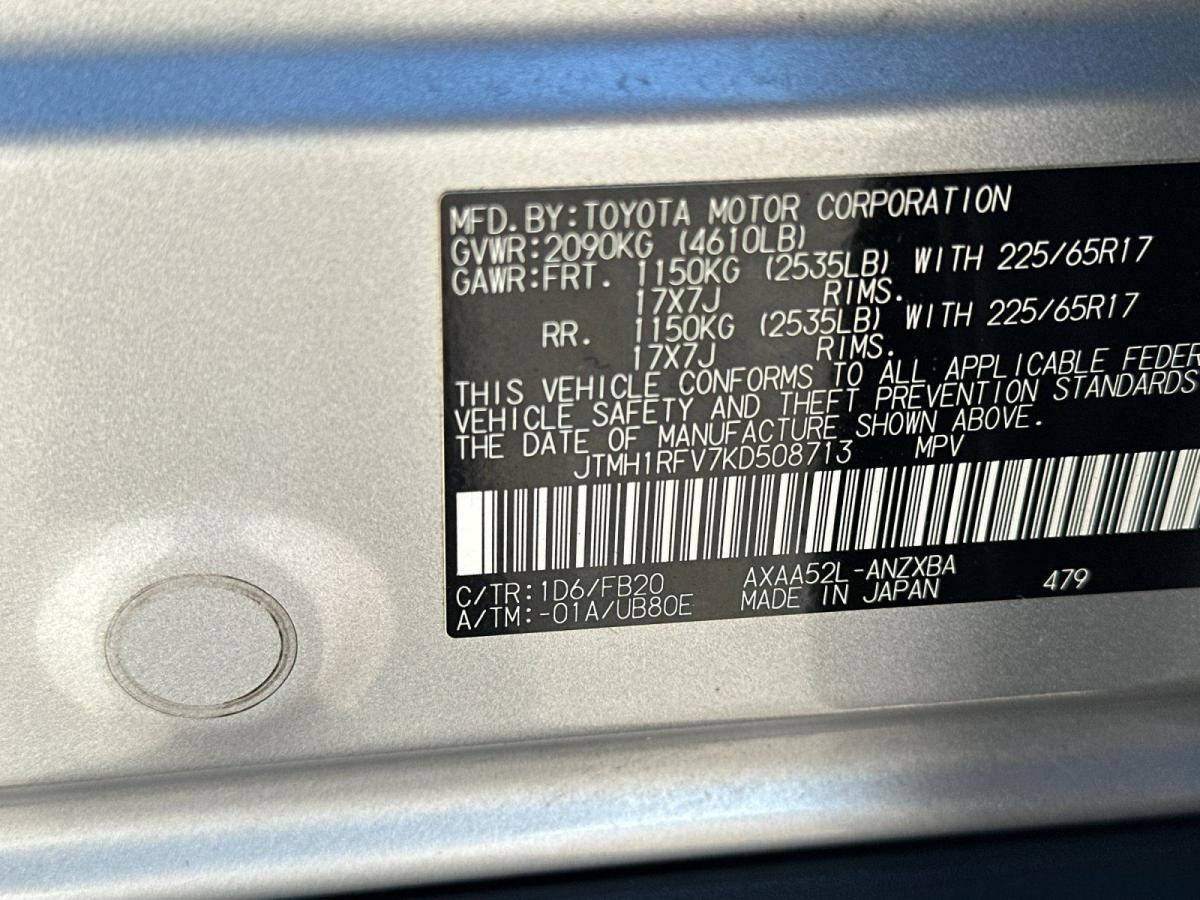 MFD.BY:TOYOTA MOTOR CORPORATION
GVWR:2090KG (4610LB)
GAWR:FRT. 1150KG (2535LB) WITH 225/65R17
17X7J RIMS.
RR. 1150KG (2535LB) WITH 225/65R17
17X7J RIMS.
THIS VEHICLE CONFORMS TO ALL APPLICABLE FEDER
VEHICLE SAFETY AND THEFT PREVENTION STANDARDS
THE DATE OF MANUFACTURE SHOWN ABOVE.
JTMH1RFV7KD508713 MPV
C/TR:1D6/FB20 AXAA52L-ANZXBA 479
A/TM:-01A/UB80E MADE IN JAPAN